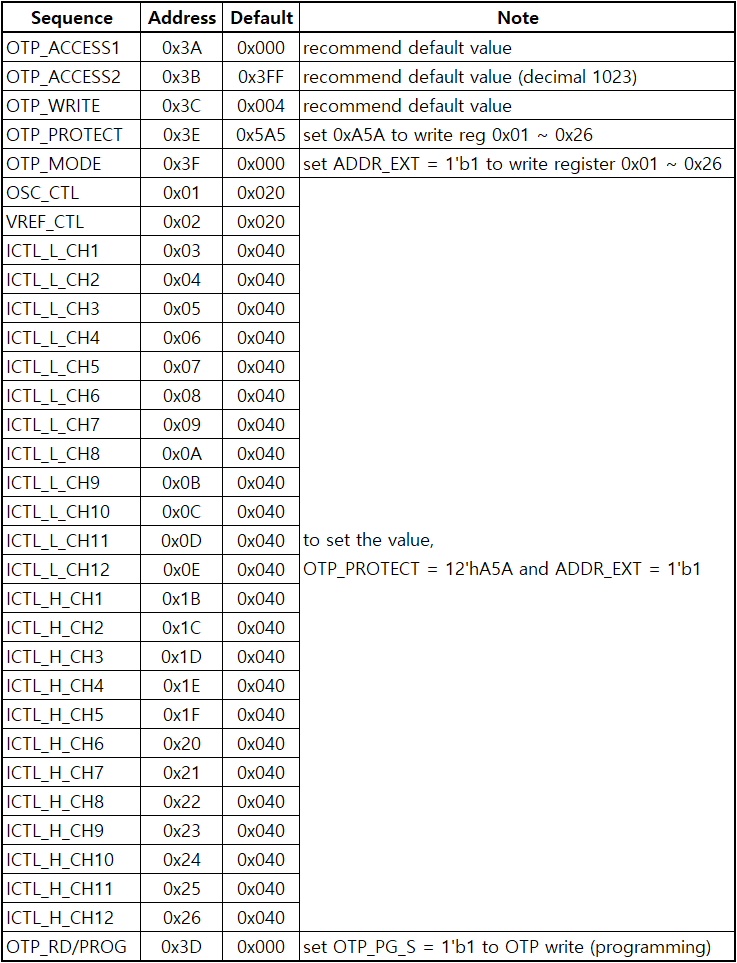 Sequence Address Default Note
OTP_ACCESS1 0x3A 0x000 recommend default value
OTP_ACCESS2 0x3B 0x3FF recommend default value (decimal 1023)
OTP_WRITE 0x3C 0x004 recommend default value
OTP_PROTECT 0x3E 0x5A5 set 0xA5A to write reg 0x01 ~ 0x26
OTP_MODE 0x3F 0x000 set ADDR_EXT = 1'b1 to write register 0x01 ~ 0x26
OSC_CTL 0x01 0x020
VREF_CTL 0x02 0x020
ICTL_L_CH1 0x03 0x040
ICTL_L_CH2 0x04 0x040
ICTL_L_CH3 0x05 0x040
ICTL_L_CH4 0x06 0x040
ICTL_L_CH5 0x07 0x040
ICTL_L_CH6 0x08 0x040
ICTL_L_CH7 0x09 0x040
ICTL_L_CH8 0x0A 0x040
ICTL_L_CH9 0x0B 0x040
ICTL_L_CH10 0x0C 0x040
ICTL_L_CH11 0x0D 0x040 to set the value,
ICTL_L_CH12 0x0E 0x040 OTP_PROTECT = 12'hA5A and ADDR_EXT = 1'b1
ICTL_H_CH1 0x1B 0x040
ICTL_H_CH2 0x1C 0x040
ICTL_H_CH3 0x1D 0x040
ICTL_H_CH4 0x1E 0x040
ICTL_H_CH5 0x1F 0x040
ICTL_H_CH6 0x20 0x040
ICTL_H_CH7 0x21 0x040
ICTL_H_CH8 0x22 0x040
ICTL_H_CH9 0x23 0x040
ICTL_H_CH10 0x24 0x040
ICTL_H_CH11 0x25 0x040
ICTL_H_CH12 0x26 0x040
OTP_RD/PROG 0x3D 0x000 set OTP_PG_S = 1'b1 to OTP write (programming)